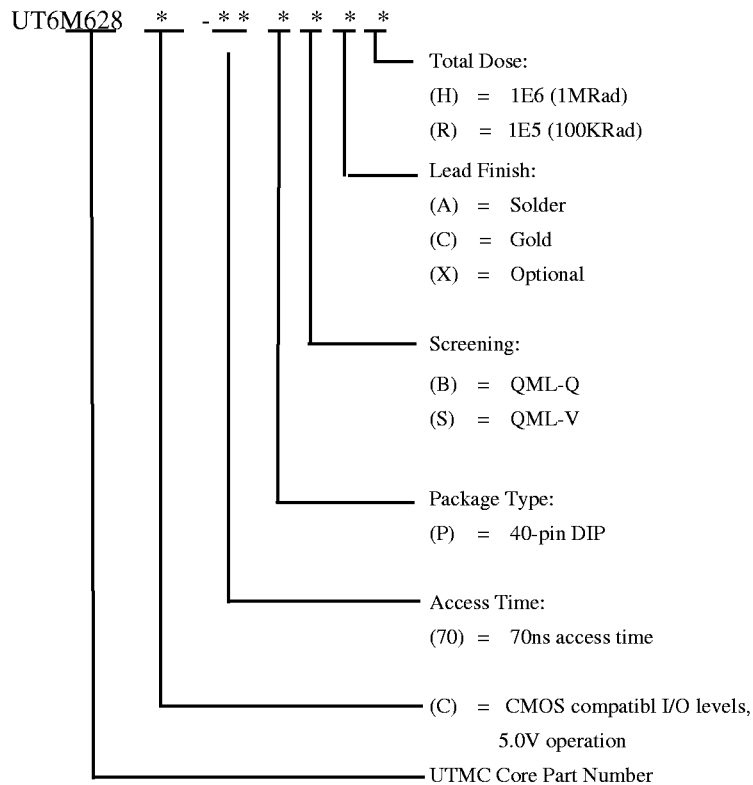 UT6M628 * -** * * * *
Total Dose:
(H) = 1E6 (1MRad)
(R) = 1E5 (100KRad)
Lead Finish:
(A) = Solder
(C) = Gold
(X) = Optional
Screening:
(B) = QML-Q
(S) = QML-V
Package Type:
(P) = 40-pin DIP
Access Time:
(70) = 70ns access time
(C) = CMOS compatibl I/O levels,
5.0V operation
UTMC Core Part Number